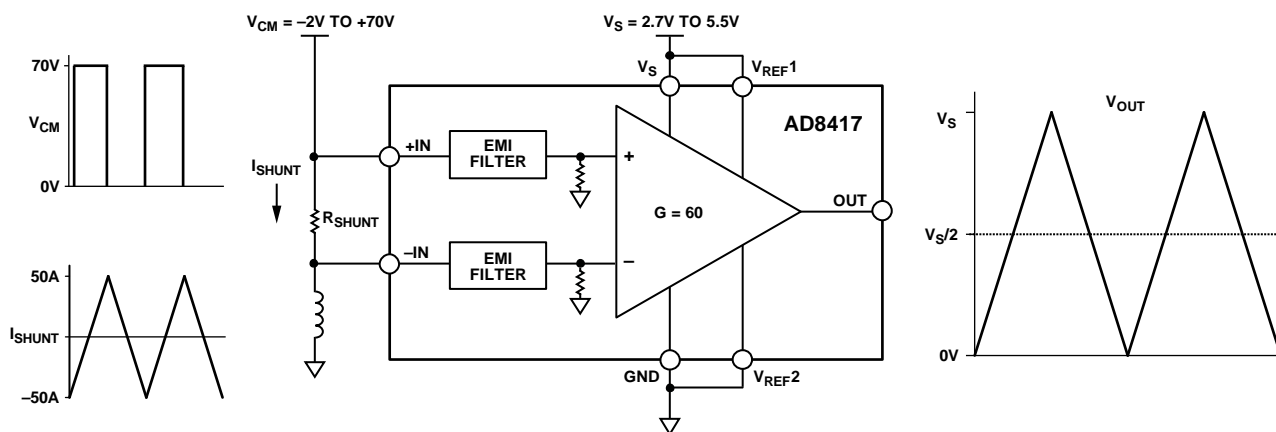 70V
V_CM
0V
50A
I_SHUNT
–50A
V_CM = –2V TO +70V
I_SHUNT
R_SHUNT
V_S = 2.7V TO 5.5V
V_S
V_REF1
AD8417
+IN
EMI
FILTER
+
G = 60
OUT
–IN
EMI
FILTER
–
GND
V_REF2
V_OUT
V_S
V_S/2
0V